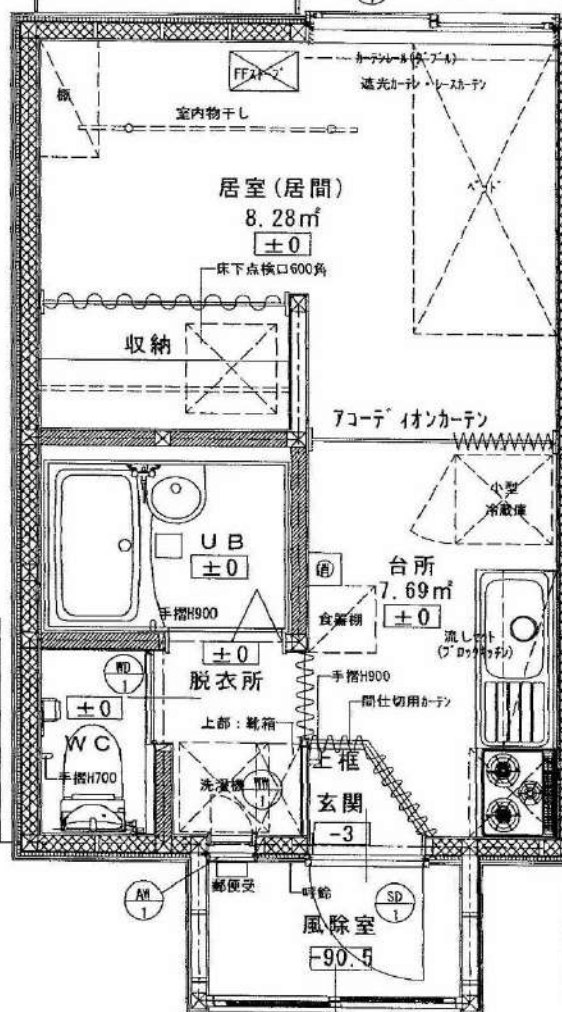 棚
FFストーブ
カーテンレール(ダブル)
遮光カーテン・レースカーテン
室内物干し
居室(居間)
8.28㎡
±0
ベッド
床下点検口600角
収納
アコーディオンカーテン
小型
冷蔵庫
UB
±0
消
台所
7.69㎡
±0
食器棚
手摺H900
流しセット
(ブロックキッチン)
WD
1
±0
脱衣所
手摺H900
間仕切用カーテン
±0
WC
手摺H700
上部：靴箱
洗濯機
WW
1
上框
玄関
-3
AW
1
郵便受
呼鈴
SD
1
風除室
-90.5